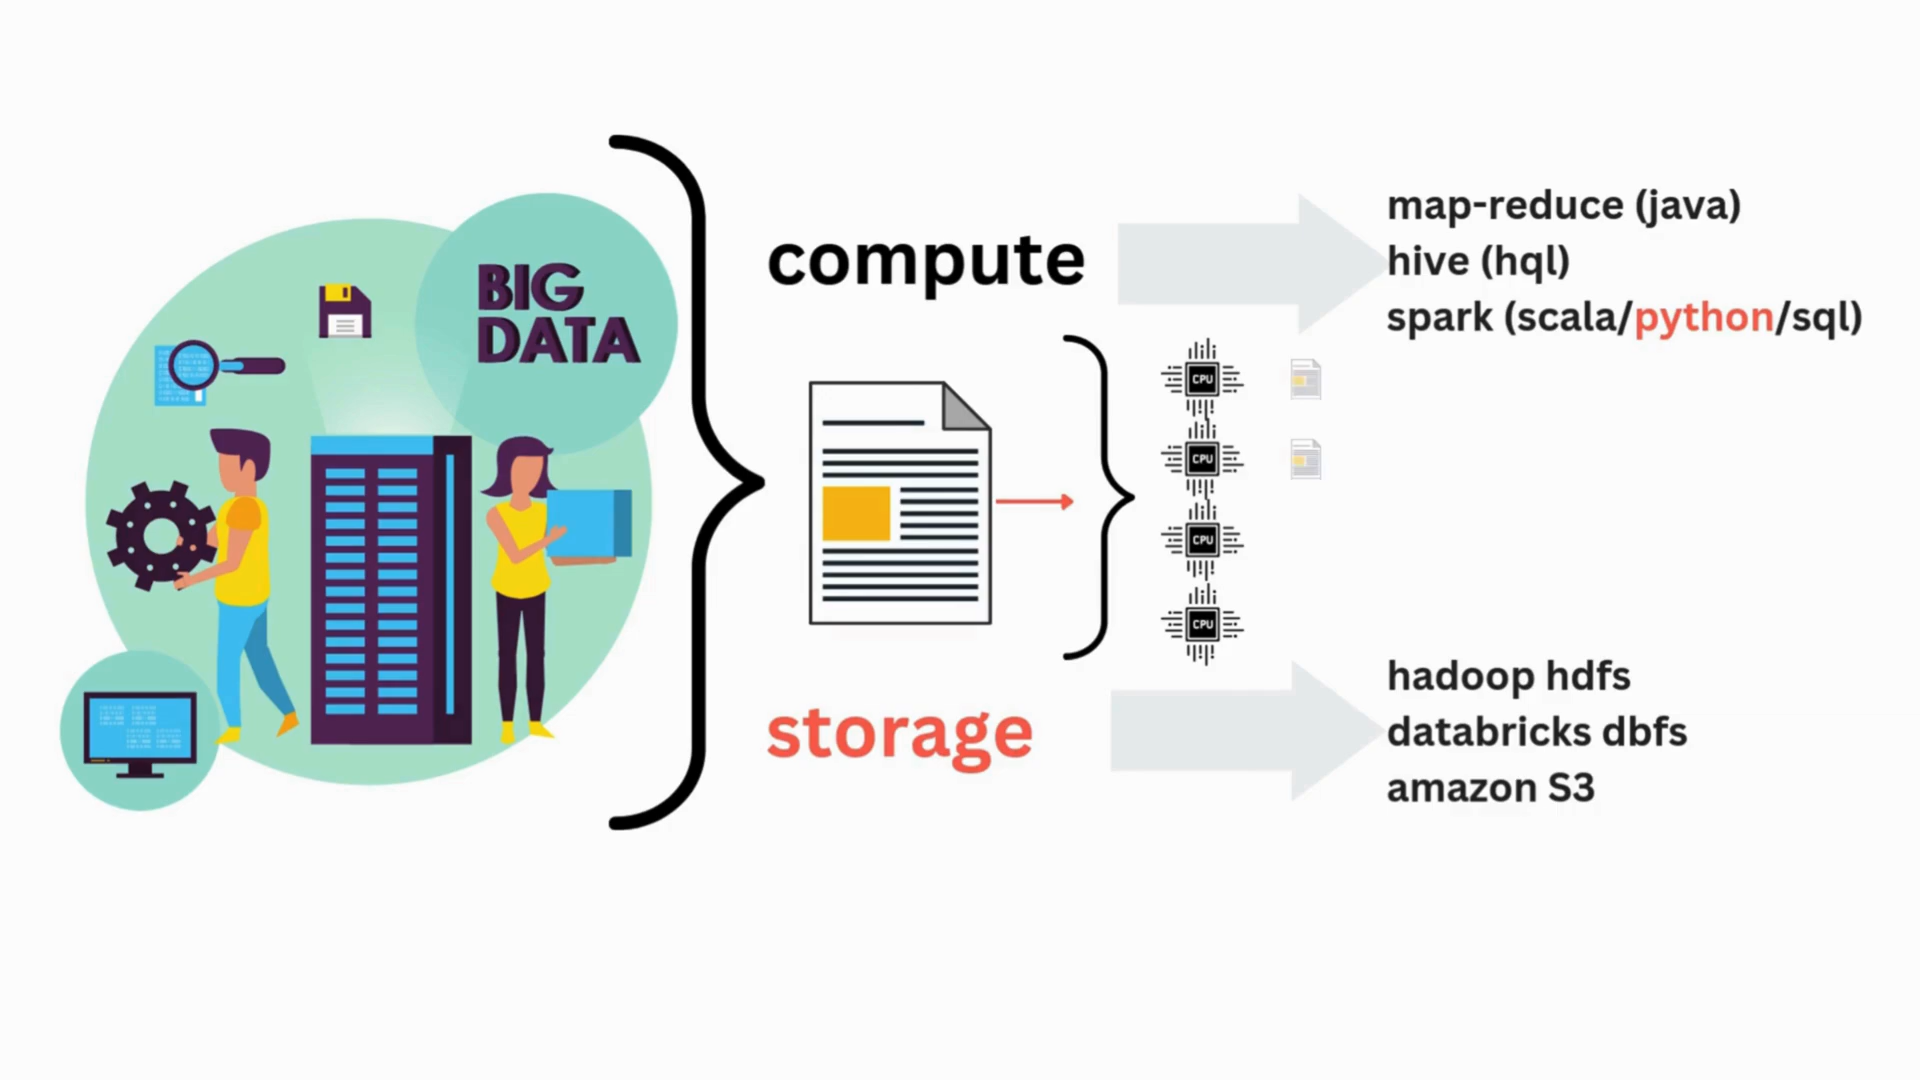 BIG
DATA
compute
map-reduce (java)
hive (hql)
spark (scala/python/sql)
CPU
CPU
CPU
CPU
storage
hadoop hdfs
databricks dbfs
amazon S3